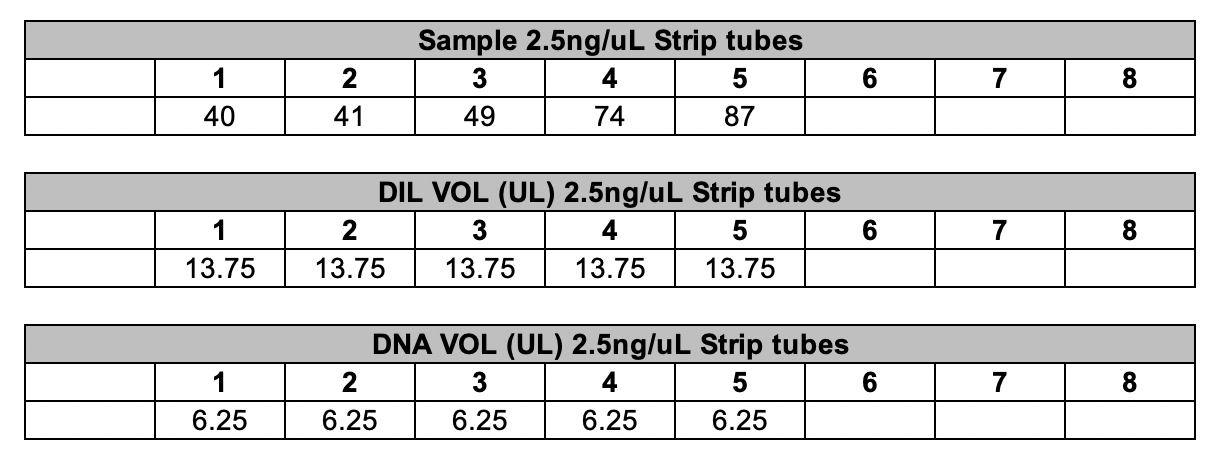 Sample 2.5ng/uL Strip tubes
1 2 3 4 5 6 7 8
40 41 49 74 87
DIL VOL (UL) 2.5ng/uL Strip tubes
1 2 3 4 5 6 7 8
13.75 13.75 13.75 13.75 13.75
DNA VOL (UL) 2.5ng/uL Strip tubes
1 2 3 4 5 6 7 8
6.25 6.25 6.25 6.25 6.25